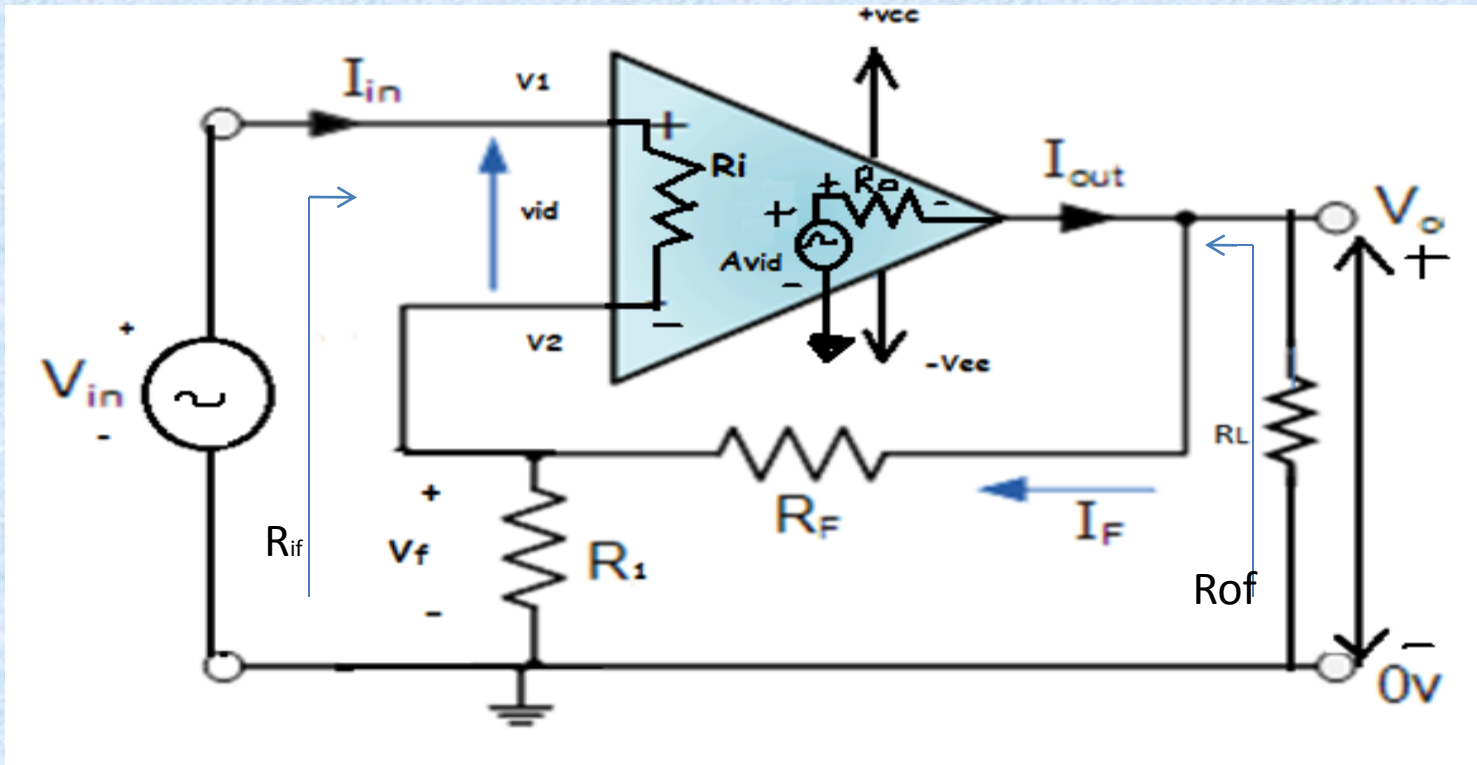 +vcc
Iin
V1
+
Ri
vid
+
Ro
-
+
Avid
-
Iout
Vo
+
V2
−
-Vee
+
Vin
-
RL
+
Vf
-
R1
RF
IF
Rif
Rof
−
0v